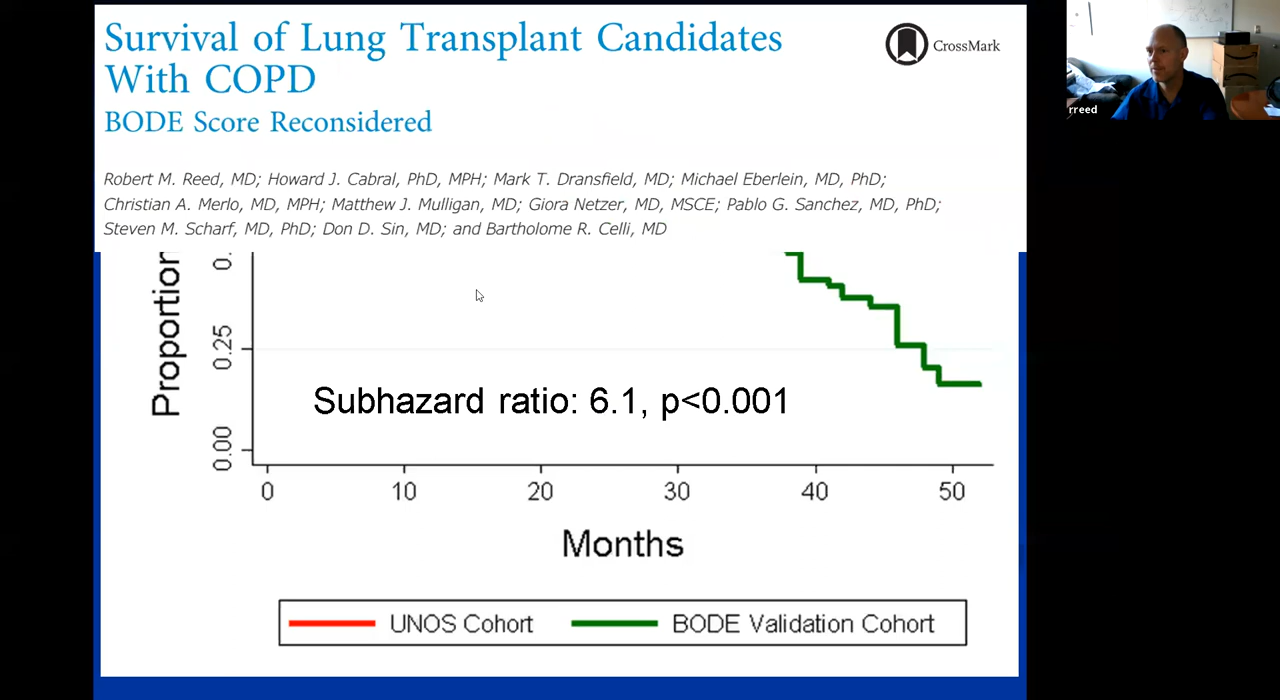 Survival of Lung Transplant Candidates
With COPD
BODE Score Reconsidered
CrossMark
rreed
Robert M. Reed, MD; Howard J. Cabral, PhD, MPH; Mark T. Dransfield, MD; Michael Eberlein, MD, PhD;
Christian A. Merlo, MD, MPH; Matthew J. Mulligan, MD; Giora Netzer, MD, MSCE; Pablo G. Sanchez, MD, PhD;
Steven M. Scharf, MD, PhD; Don D. Sin, MD; and Bartholome R. Celli, MD
Proportion
0.
0.25
0.00
Subhazard ratio: 6.1, p<0.001
0 10 20 30 40 50
Months
UNOS Cohort BODE Validation Cohort